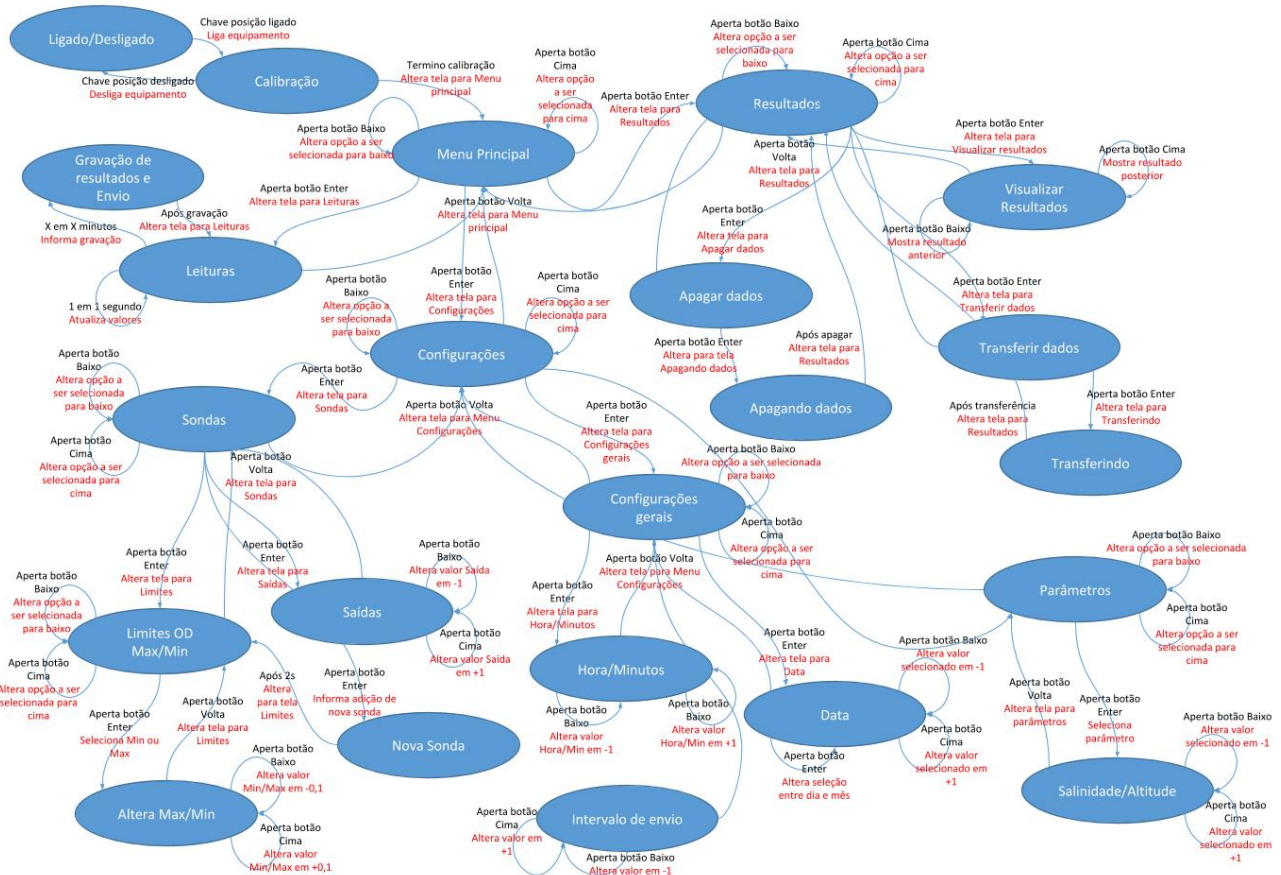 Ligado/Desligado
Chave posição ligado
Liga equipamento
Chave posição desligado
Desliga equipamento
Calibração
Termino calibração
Altera tela para Menu
principal
Aperta botão
Cima
Altera opção
a ser
selecionada
para cima
Aperta botão Baixo
Altera opção a ser
selecionada para baixo
Menu Principal
Aperta botão Enter
Altera tela para
Resultados
Aperta botão Baixo
Altera opção a ser
selecionada para
baixo
Aperta botão Cima
Altera opção a ser
selecionada para
cima
Resultados
Aperta botão Enter
Altera tela para
Visualizar resultados
Aperta botão
Volta
Altera tela para
Resultados
Aperta botão Cima
Mostra resultado
posterior
Visualizar
Resultados
Aperta botão Baixo
Mostra resultado
anterior
Gravação de
resultados e
Envio
Após gravação
Altera tela para Leituras
X em X minutos
Informa gravação
Aperta botão Enter
Altera tela para Leituras
Aperta botão Volta
Altera tela para Menu
principal
Leituras
1 em 1 segundo
Atualiza valores
Aperta botão
Enter
Altera tela para
Apagar dados
Apagar dados
Aperta botão Enter
Altera para tela
Apagando dados
Após apagar
Altera tela para
Resultados
Apagando dados
Aperta botão Enter
Altera tela para
Transferir dados
Transferir dados
Após transferência
Altera tela para
Resultados
Aperta botão Enter
Altera tela para
Transferindo
Transferindo
Aperta botão
Baixo
Altera opção a
ser selecionada
para baixo
Aperta botão
Enter
Altera tela para
Configurações
Aperta botão
Cima
Altera opção a ser
selecionada para
cima
Configurações
Aperta botão
Enter
Altera tela para
Sondas
Aperta botão Volta
Altera tela para Menu
Configurações
Aperta botão
Enter
Altera tela para
Configurações
gerais
Aperta botão
Baixo
Altera opção a
ser selecionada
para baixo
Sondas
Aperta botão
Cima
Altera opção a ser
selecionada para
cima
Aperta botão
Volta
Altera tela para
Sondas
Aperta botão Baixo
Altera opção a ser selecionada
para baixo
Configurações
gerais
Aperta botão
Cima
Altera opção a ser
selecionada para
cima
Aperta botão
Enter
Altera tela para
Limites
Aperta botão
Enter
Altera tela para
Saídas
Aperta botão
Baixo
Altera valor Saída
em -1
Saídas
Aperta botão
Cima
Altera valor Saida
em +1
Aperta botão
Baixo
Altera opção a
ser selecionada
para baixo
Limites OD
Max/Min
Aperta botão
Cima
Altera opção a ser
selecionada para
cima
Aperta botão
Enter
Seleciona Min ou
Max
Aperta botão
Volta
Altera tela para
Limites
Após 2s
Altera
para tela
Limites
Aperta botão
Enter
Informa adição de
nova sonda
Nova Sonda
Altera Max/Min
Aperta botão
Baixo
Altera valor
Min/Max em -0,1
Aperta botão
Cima
Altera valor
Min/Max em +0,1
Aperta botão
Enter
Altera tela para
Hora/Minutos
Aperta botão Volta
Altera tela para Menu
Configurações
Hora/Minutos
Aperta botão
Baixo
Altera valor
Hora/Min em -1
Aperta botão
Baixo
Altera valor
Hora/Min em +1
Aperta botão
Enter
Altera tela para
Data
Data
Aperta botão Baixo
Altera valor
selecionado em -1
Aperta botão
Cima
Altera valor
selecionado em
+1
Aperta botão
Enter
Altera seleção
entre dia e mês
Intervalo de envio
Aperta botão
Cima
Altera valor em
+1
Aperta botão Baixo
Altera valor em -1
Aperta botão Baixo
Altera opção a ser selecionada
para baixo
Parâmetros
Aperta botão
Cima
Altera opção a ser
selecionada para
cima
Aperta botão
Volta
Altera tela para
parâmetros
Aperta botão
Enter
Seleciona
parâmetro
Aperta botão Baixo
Altera valor
selecionado em -1
Salinidade/Altitude
Aperta botão
Cima
Altera valor
selecionado em
+1